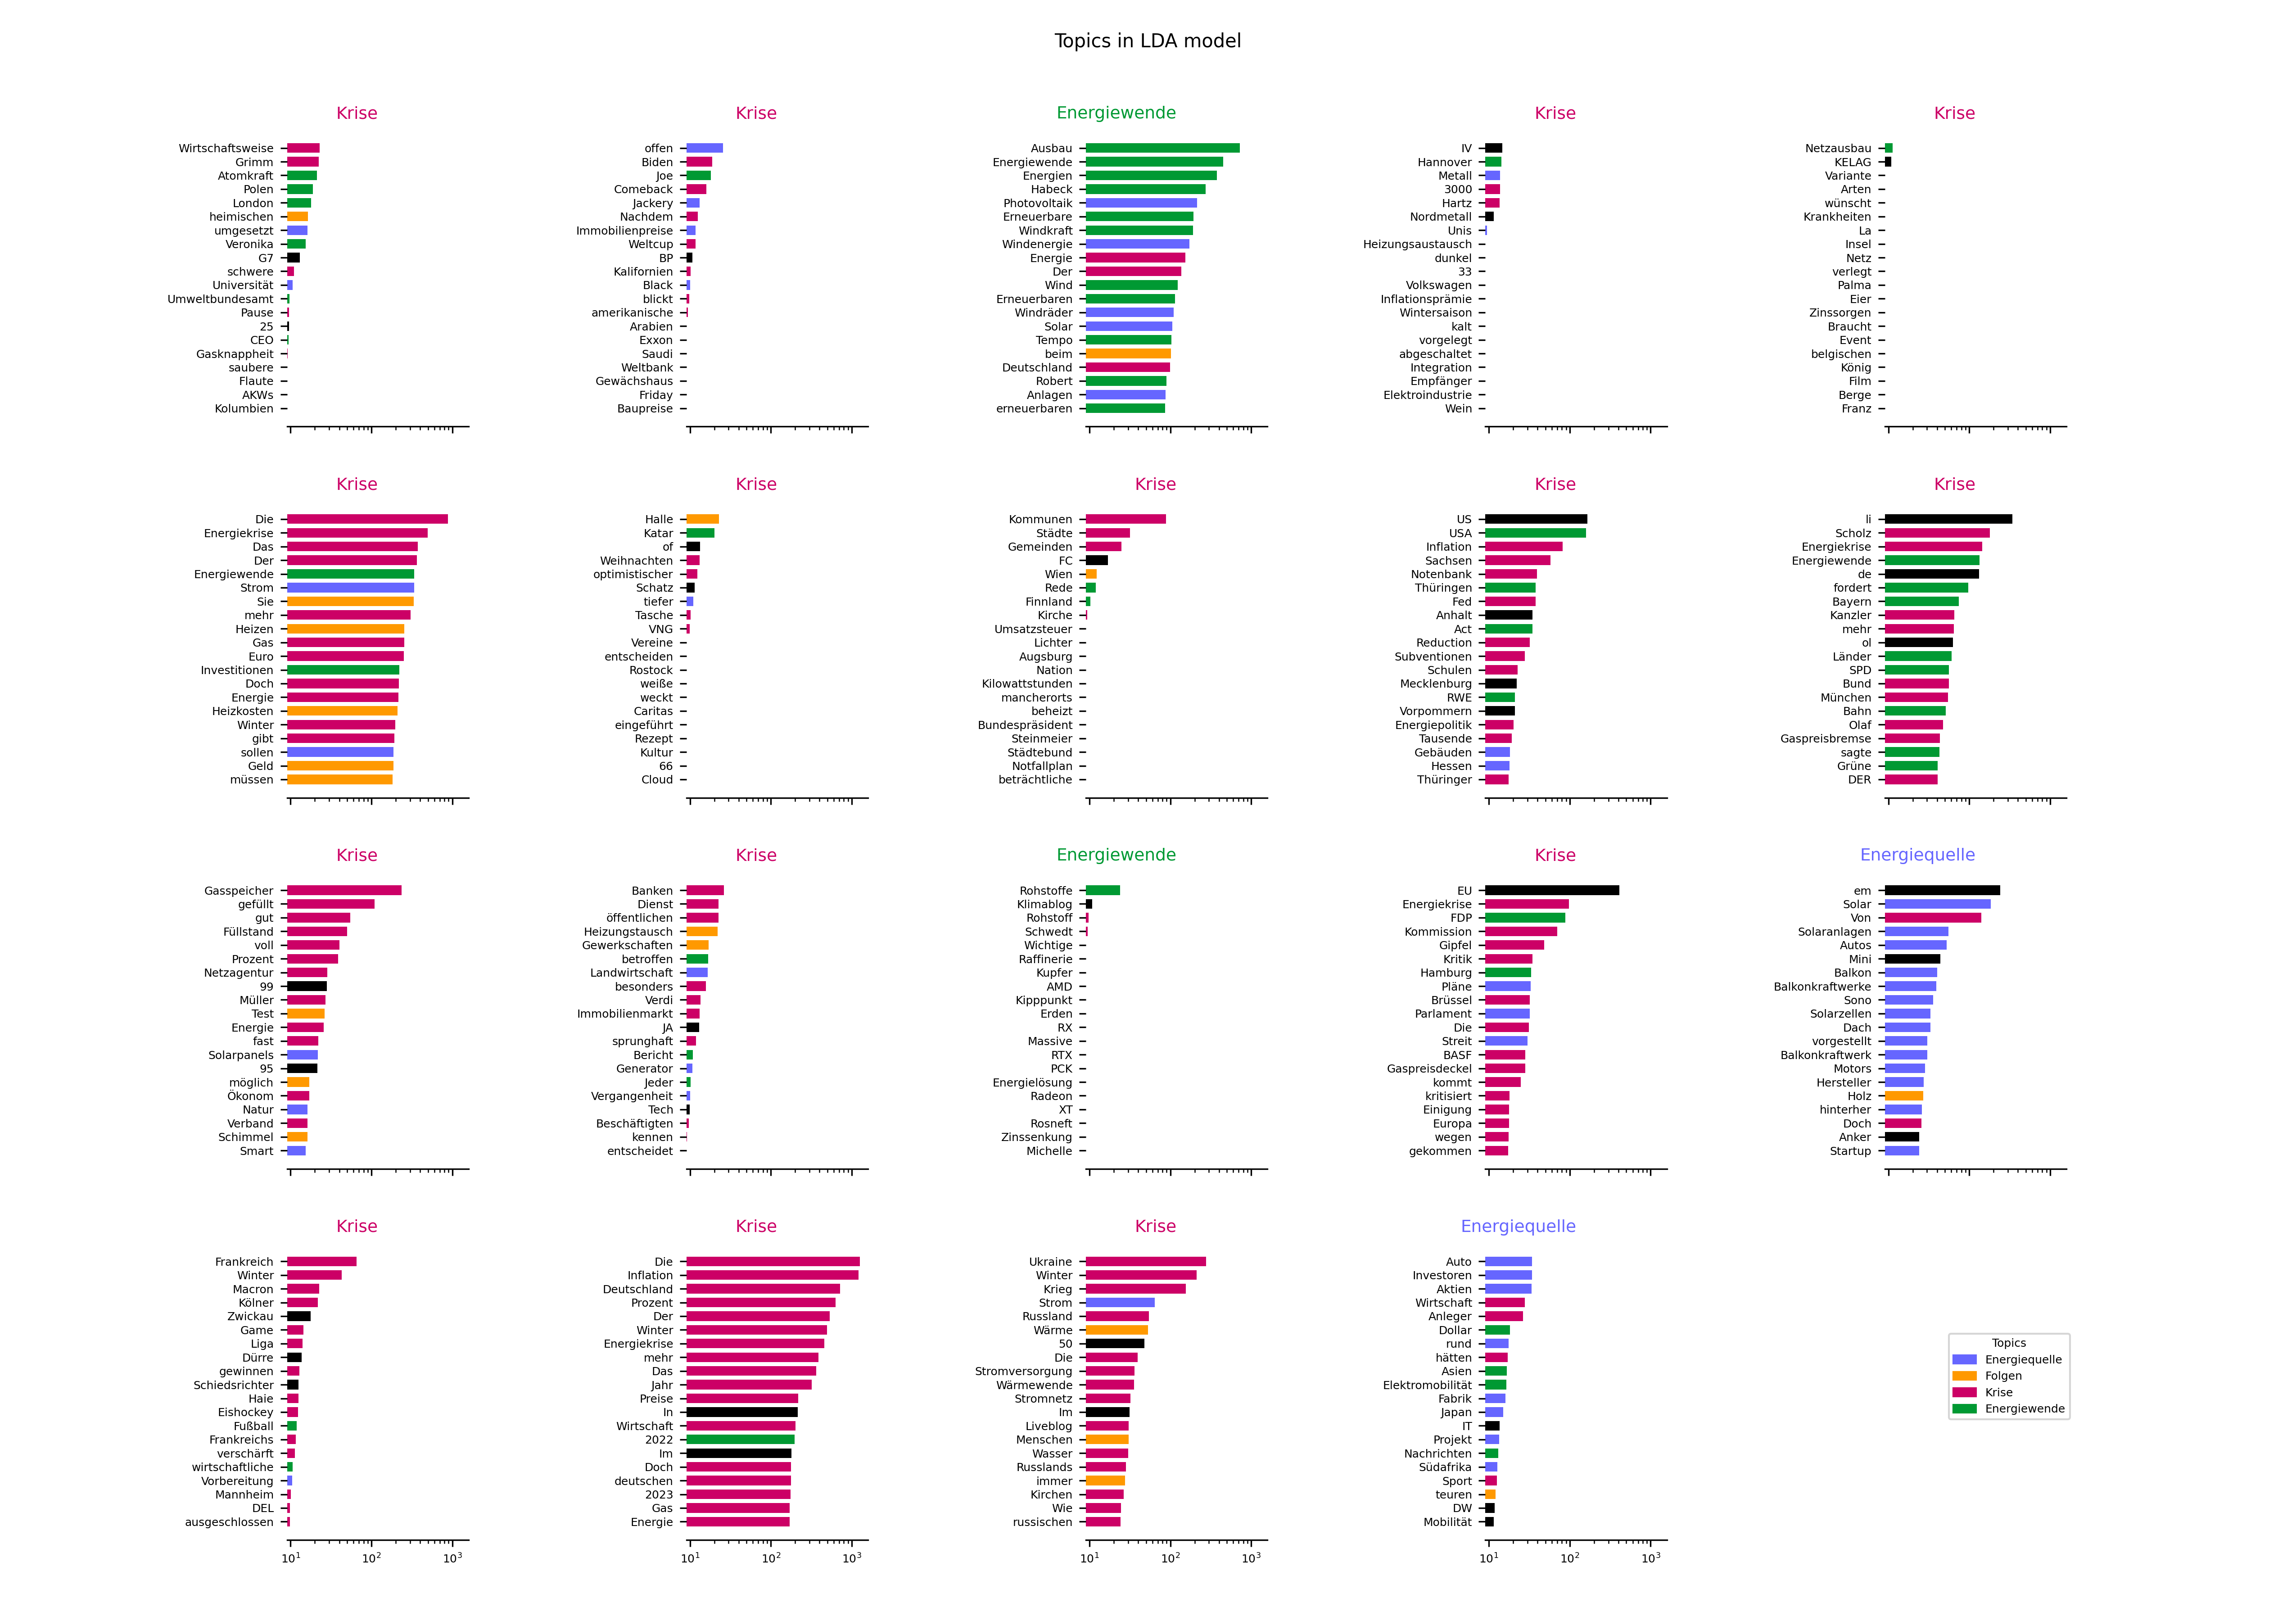 Topics in LDA model
Krise
Wirtschaftsweise
Grimm
Atomkraft
Polen
London
heimischen
umgesetzt
Veronika
G7
schwere
Universität
Umweltbundesamt
Pause
25
CEO
Gasknappheit
saubere
Flaute
AKWs
Kolumbien
Krise
offen
Biden
Joe
Comeback
Jackery
Nachdem
Immobilienpreise
Weltcup
BP
Kalifornien
Black
blickt
amerikanische
Arabien
Exxon
Saudi
Weltbank
Gewächshaus
Friday
Baupreise
Energiewende
Ausbau
Energiewende
Energien
Habeck
Photovoltaik
Erneuerbare
Windkraft
Windenergie
Energie
Der
Wind
Erneuerbaren
Windräder
Solar
Tempo
beim
Deutschland
Robert
Anlagen
erneuerbaren
Krise
IV
Hannover
Metall
3000
Hartz
Nordmetall
Unis
Heizungsaustausch
dunkel
33
Volkswagen
Inflationsprämie
Wintersaison
kalt
vorgelegt
abgeschaltet
Integration
Empfänger
Elektroindustrie
Wein
Krise
Netzausbau
KELAG
Variante
Arten
wünscht
Krankheiten
La
Insel
Netz
verlegt
Palma
Eier
Zinssorgen
Braucht
Event
belgischen
König
Film
Berge
Franz
Krise
Die
Energiekrise
Das
Der
Energiewende
Strom
Sie
mehr
Heizen
Gas
Euro
Investitionen
Doch
Energie
Heizkosten
Winter
gibt
sollen
Geld
müssen
Krise
Halle
Katar
of
Weihnachten
optimistischer
Schatz
tiefer
Tasche
VNG
Vereine
entscheiden
Rostock
weiße
weckt
Caritas
eingeführt
Rezept
Kultur
66
Cloud
Krise
Kommunen
Städte
Gemeinden
FC
Wien
Rede
Finnland
Kirche
Umsatzsteuer
Lichter
Augsburg
Nation
Kilowattstunden
mancherorts
beheizt
Bundespräsident
Steinmeier
Städtebund
Notfallplan
beträchtliche
Krise
US
USA
Inflation
Sachsen
Notenbank
Thüringen
Fed
Anhalt
Act
Reduction
Subventionen
Schulen
Mecklenburg
RWE
Vorpommern
Energiepolitik
Tausende
Gebäuden
Hessen
Thüringer
Krise
li
Scholz
Energiekrise
Energiewende
de
fordert
Bayern
Kanzler
mehr
ol
Länder
SPD
Bund
München
Bahn
Olaf
Gaspreisbremse
sagte
Grüne
DER
Krise
Gasspeicher
gefüllt
gut
Füllstand
voll
Prozent
Netzagentur
99
Müller
Test
Energie
fast
Solarpanels
95
möglich
Ökonom
Natur
Verband
Schimmel
Smart
Krise
Banken
Dienst
öffentlichen
Heizungstausch
Gewerkschaften
betroffen
Landwirtschaft
besonders
Verdi
Immobilienmarkt
JA
sprunghaft
Bericht
Generator
Jeder
Vergangenheit
Tech
Beschäftigten
kennen
entscheidet
Energiewende
Rohstoffe
Klimablog
Rohstoff
Schwedt
Wichtige
Raffinerie
Kupfer
AMD
Kipppunkt
Erden
RX
Massive
RTX
PCK
Energielösung
Radeon
XT
Rosneft
Zinssenkung
Michelle
Krise
EU
Energiekrise
FDP
Kommission
Gipfel
Kritik
Hamburg
Pläne
Brüssel
Parlament
Die
Streit
BASF
Gaspreisdeckel
kommt
kritisiert
Einigung
Europa
wegen
gekommen
Energiequelle
em
Solar
Von
Solaranlagen
Autos
Mini
Balkon
Balkonkraftwerke
Sono
Solarzellen
Dach
vorgestellt
Balkonkraftwerk
Motors
Hersteller
Holz
hinterher
Doch
Anker
Startup
Krise
Frankreich
Winter
Macron
Kölner
Zwickau
Game
Liga
Dürre
gewinnen
Schiedsrichter
Haie
Eishockey
Fußball
Frankreichs
verschärft
wirtschaftliche
Vorbereitung
Mannheim
DEL
ausgeschlossen
10¹ 10² 10³
Krise
Die
Inflation
Deutschland
Prozent
Der
Winter
Energiekrise
mehr
Das
Jahr
Preise
In
Wirtschaft
2022
Im
Doch
deutschen
2023
Gas
Energie
10¹ 10² 10³
Krise
Ukraine
Winter
Krieg
Strom
Russland
Wärme
50
Die
Stromversorgung
Wärmewende
Stromnetz
Im
Liveblog
Menschen
Wasser
Russlands
immer
Kirchen
Wie
russischen
10¹ 10² 10³
Energiequelle
Auto
Investoren
Aktien
Wirtschaft
Anleger
Dollar
rund
hätten
Asien
Elektromobilität
Fabrik
Japan
IT
Projekt
Nachrichten
Südafrika
Sport
teuren
DW
Mobilität
10¹ 10² 10³
Topics
Energiequelle
Folgen
Krise
Energiewende